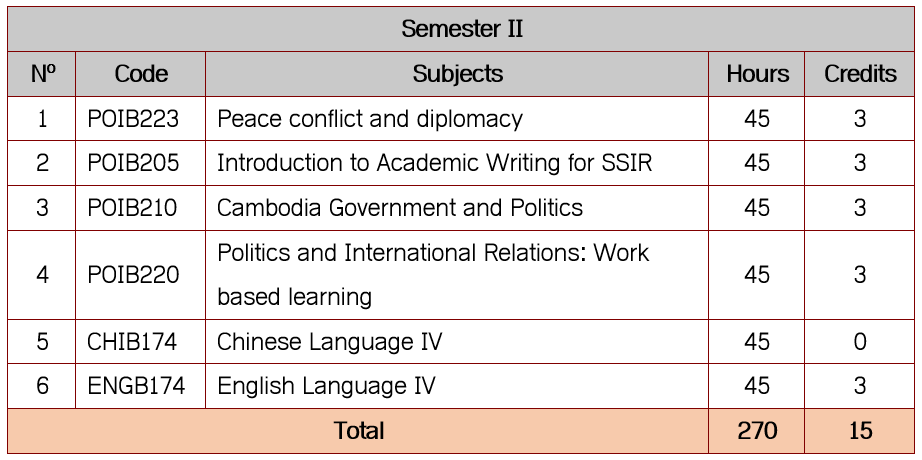 Semester II
Nº Code Subjects Hours Credits
1 POIB223 Peace conflict and diplomacy 45 3
2 POIB205 Introduction to Academic Writing for SSIR 45 3
3 POIB210 Cambodia Government and Politics 45 3
4 POIB220 Politics and International Relations: Work
based learning 45 3
5 CHIB174 Chinese Language IV 45 0
6 ENGB174 English Language IV 45 3
Total 270 15